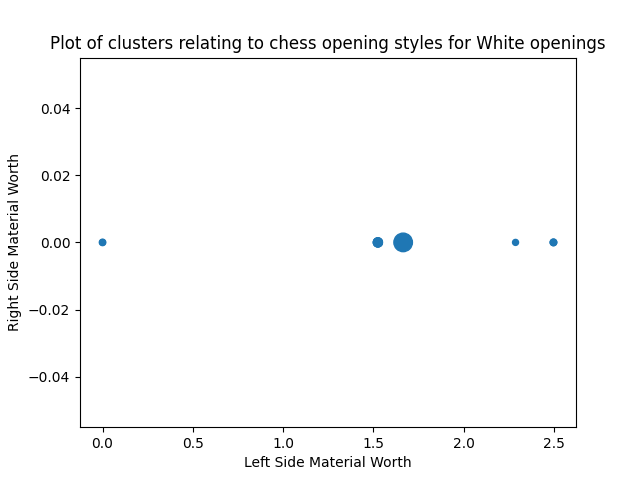 Plot of clusters relating to chess opening styles for White openings
Right Side Material Worth
0.04
0.02
0.00
−0.02
−0.04
0.0 0.5 1.0 1.5 2.0 2.5
Left Side Material Worth